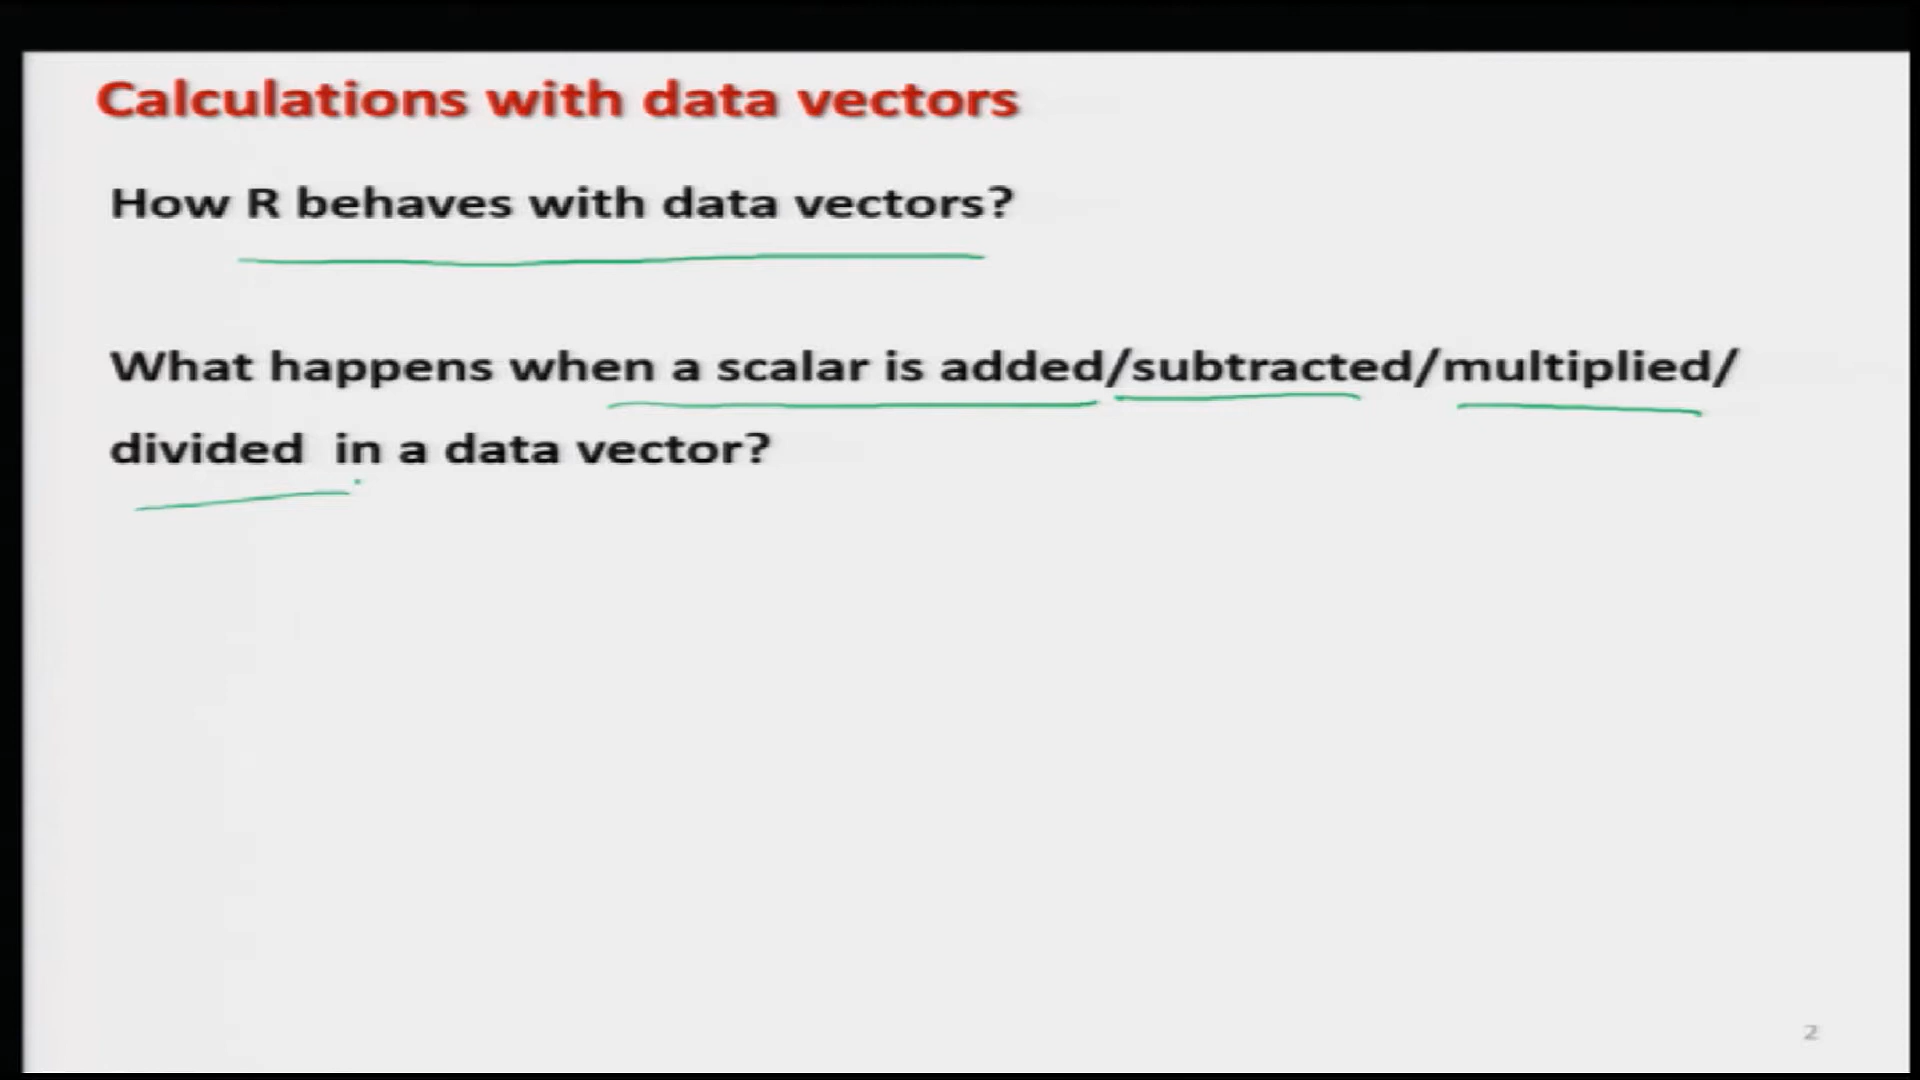 Calculations with data vectors
How R behaves with data vectors?
What happens when a scalar is added/subtracted/multiplied/
divided in a data vector?
2